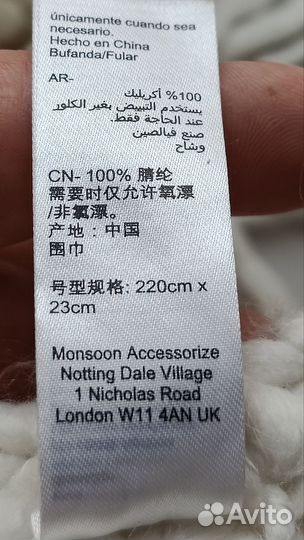 únicamente cuando sea
necesario.
Hecho en China
Bufanda/Fular
AR-
100% أكريليك
يستخدم التبييض بغير الكلور
عند الحاجة فقط.
صنع فيالصين
وشاح
CN- 100% 腈纶
需要时仅允许氧漂
/非氯漂。
产地：中国
围巾
号型规格: 220cm x
23cm
Monsoon Accessorize
Notting Dale Village
1 Nicholas Road
London W11 4AN UK
Avito